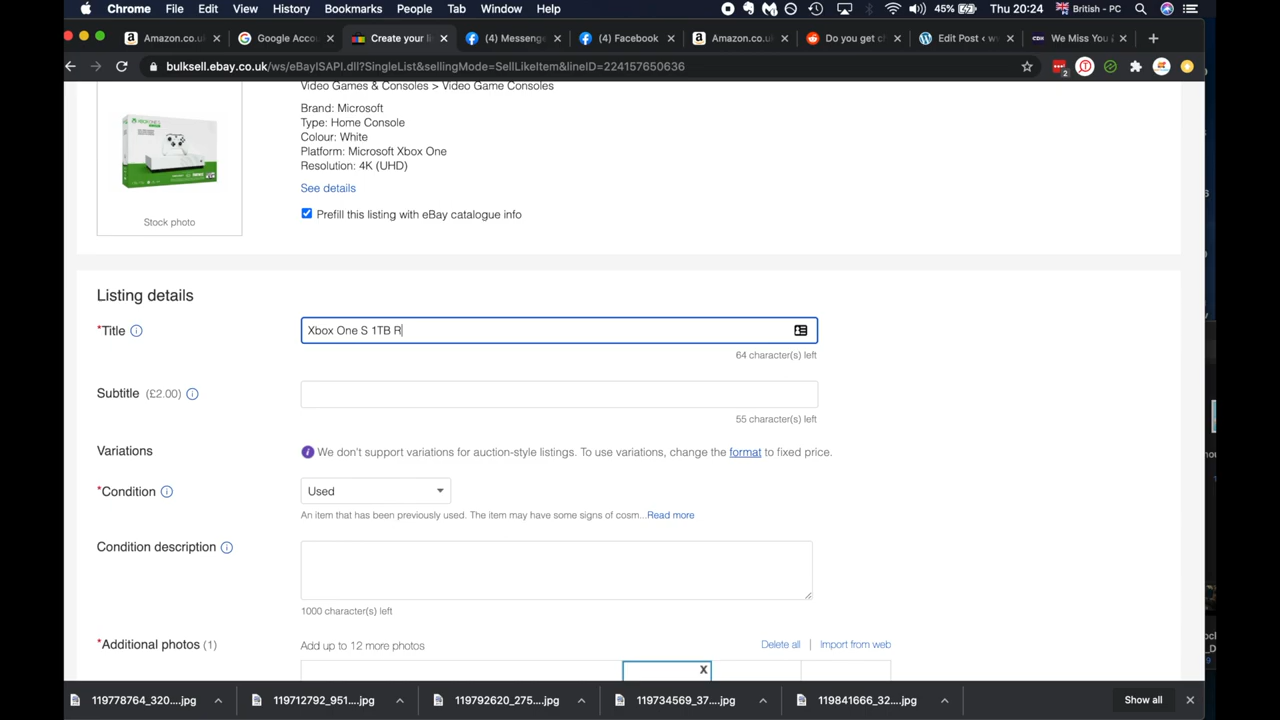 Chrome File Edit View History Bookmarks People Tab Window Help 45% Thu 20:24 British - PC
Amazon.co.u Google Acco Create your li (4) Messeng (4) Facebook Amazon.co.u Do you get c Edit Post ‹ w We Miss You
bulksell.ebay.co.uk/ws/eBayISAPI.dll?SingleList&sellingMode=SellLikeItem&lineID=224157650636
Video Games & Consoles > Video Game Consoles
Brand: Microsoft
Type: Home Console
Colour: White
Platform: Microsoft Xbox One
Resolution: 4K (UHD)
See details
Stock photo
Prefill this listing with eBay catalogue info
Listing details
*Title
Xbox One S 1TB R
64 character(s) left
Subtitle (£2.00)
55 character(s) left
Variations
We don't support variations for auction-style listings. To use variations, change the format to fixed price.
*Condition
Used
An item that has been previously used. The item may have some signs of cosm...Read more
Condition description
1000 character(s) left
*Additional photos (1)
Add up to 12 more photos
Delete all | Import from web
X
119778764_320....jpg 119712792_951....jpg 119792620_275....jpg 119734569_37....jpg 119841666_32....jpg Show all